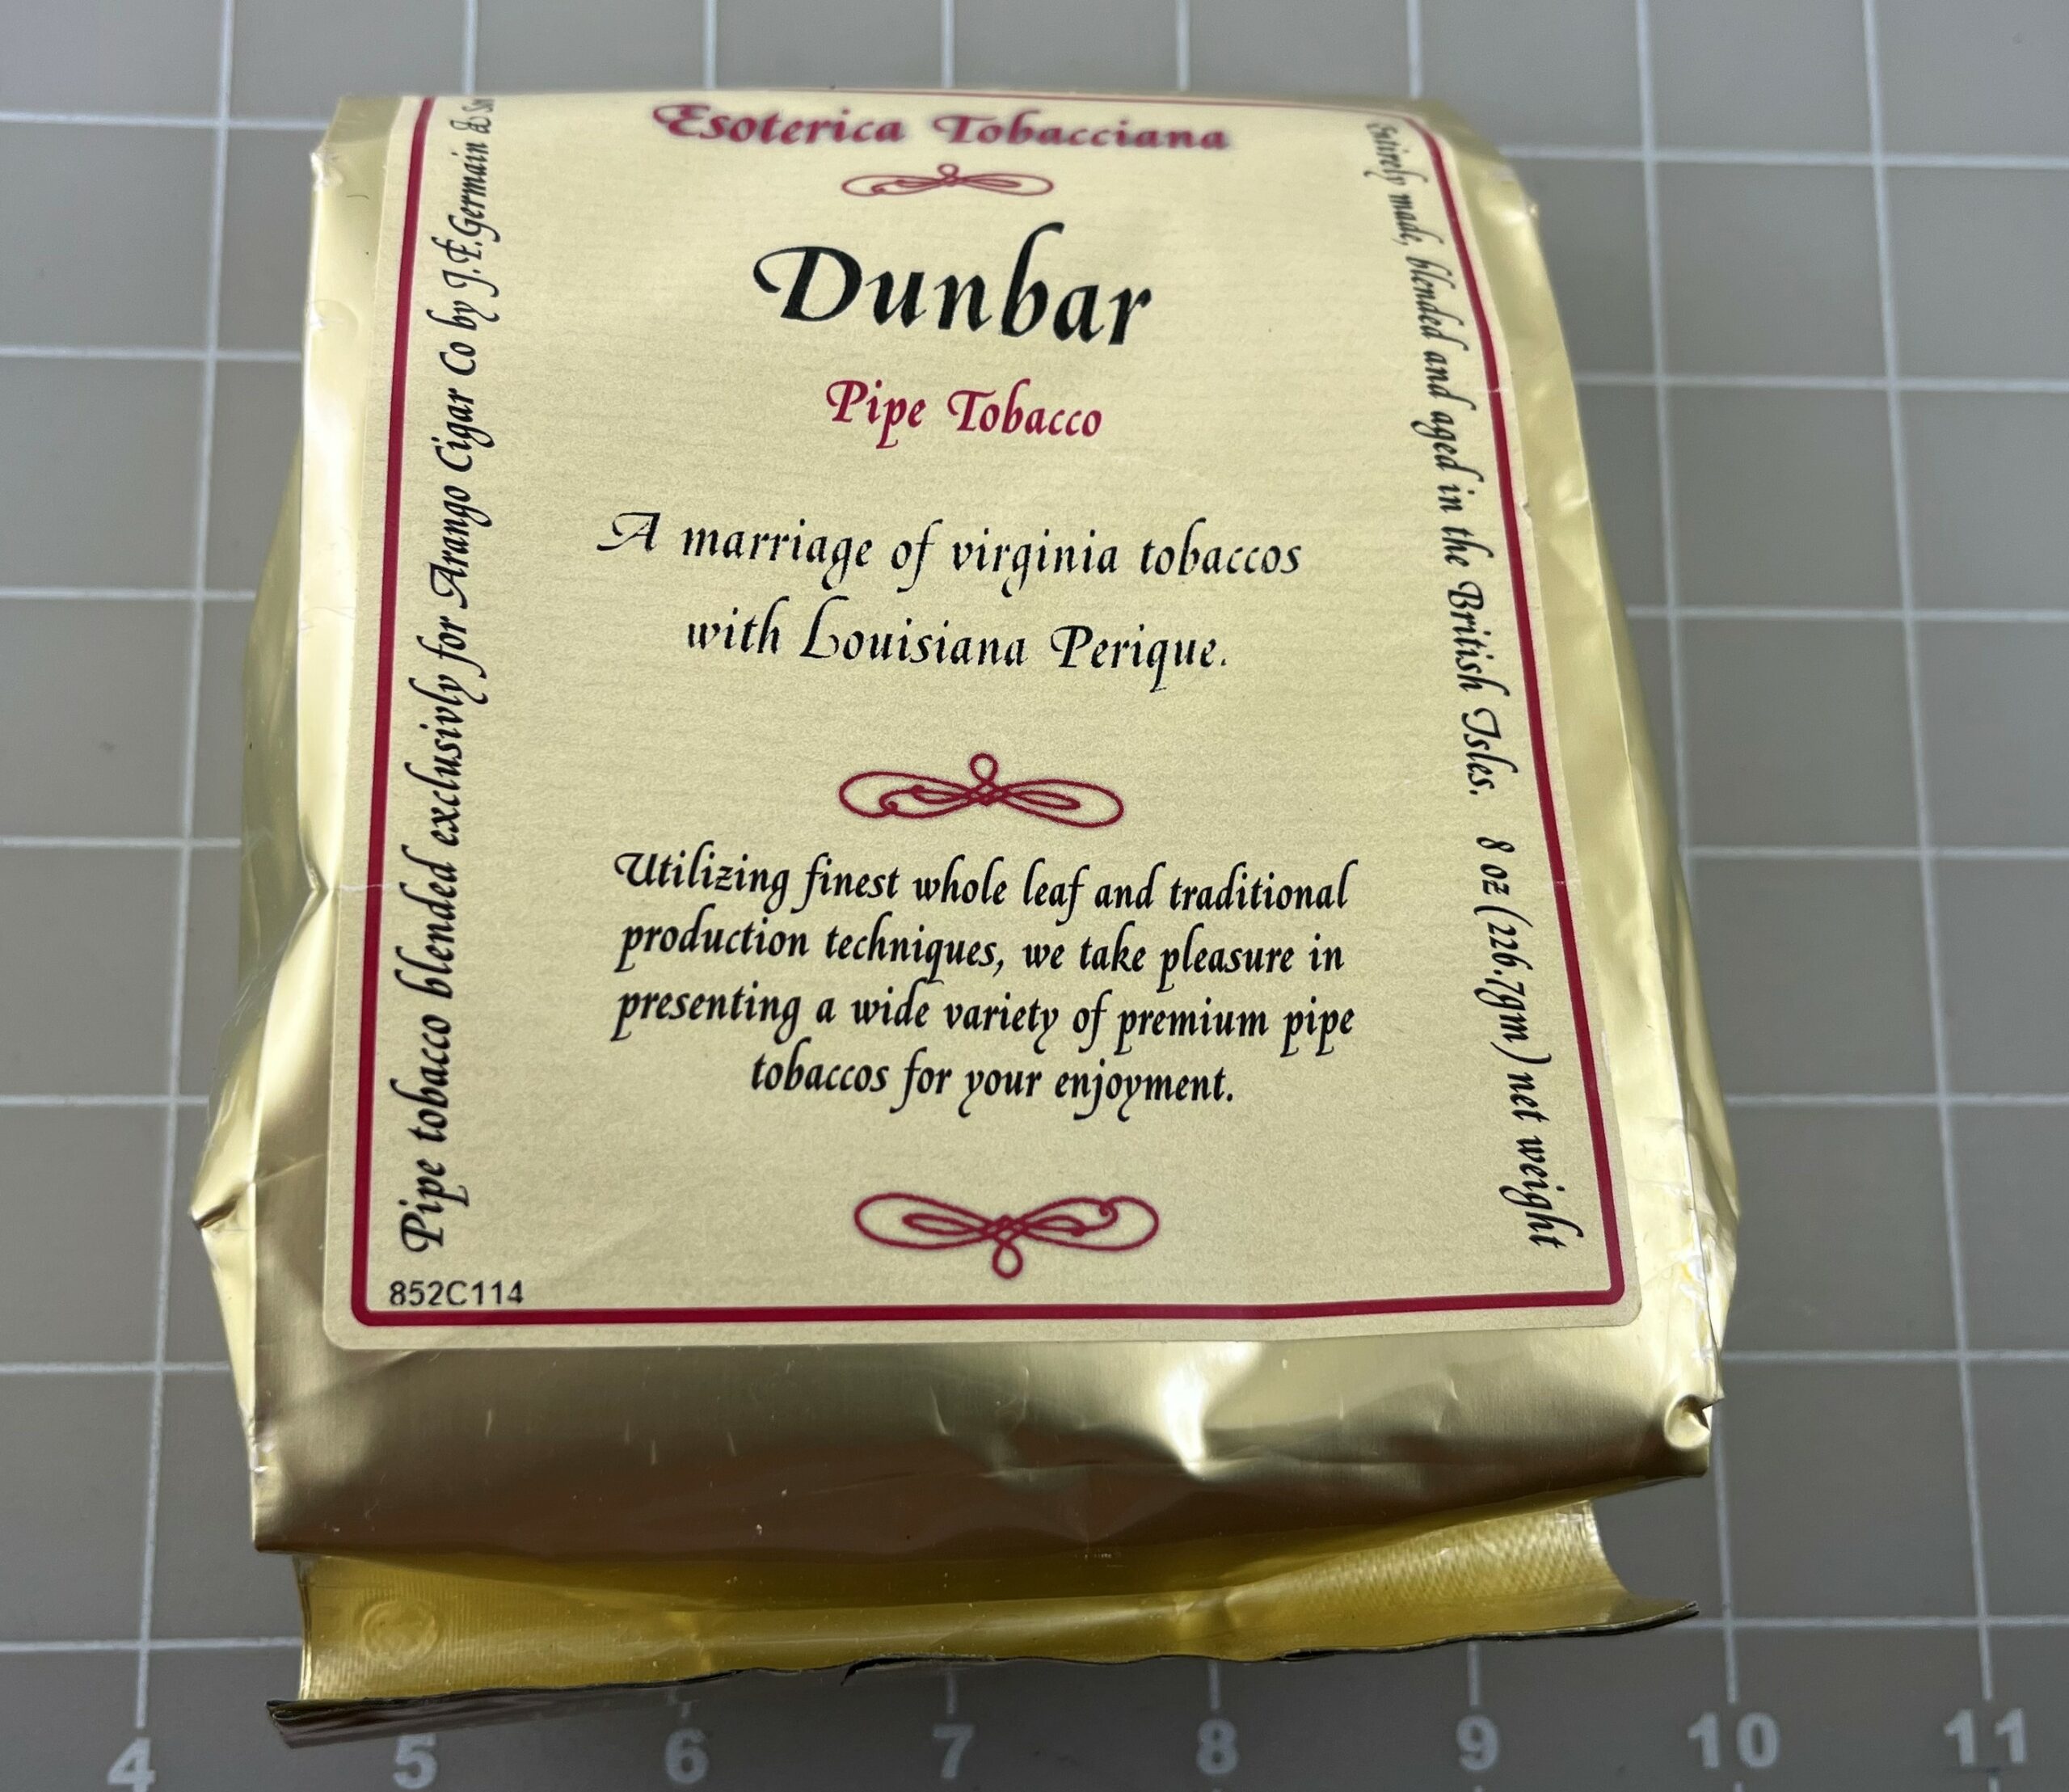 Esoterica Tobacciana
Dunbar
Pipe Tobacco
A marriage of virginia tobaccos
with Louisiana Perique.
Utilizing finest whole leaf and traditional
production techniques, we take pleasure in
presenting a wide variety of premium pipe
tobaccos for your enjoyment.
Pipe tobacco blended exclusivly for Arango Cigar Co by J.F.Germain &
Entirely made, blended and aged in the British Isles. 8 oz (226.7gm) net weight
852C114
4 5 6 7 8 9 10 11